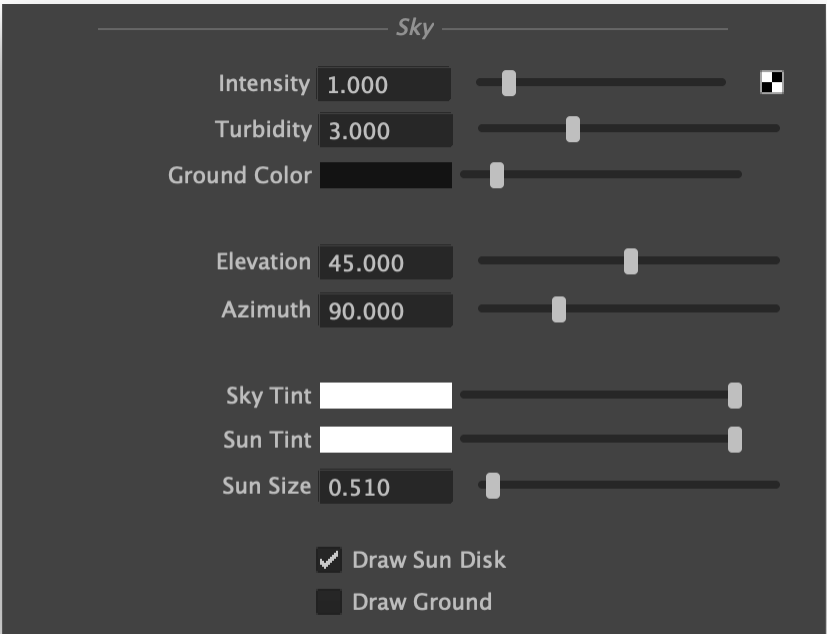 Sky
Intensity 1.000
Turbidity 3.000
Ground Color
Elevation 45.000
Azimuth 90.000
Sky Tint
Sun Tint
Sun Size 0.510
Draw Sun Disk
Draw Ground